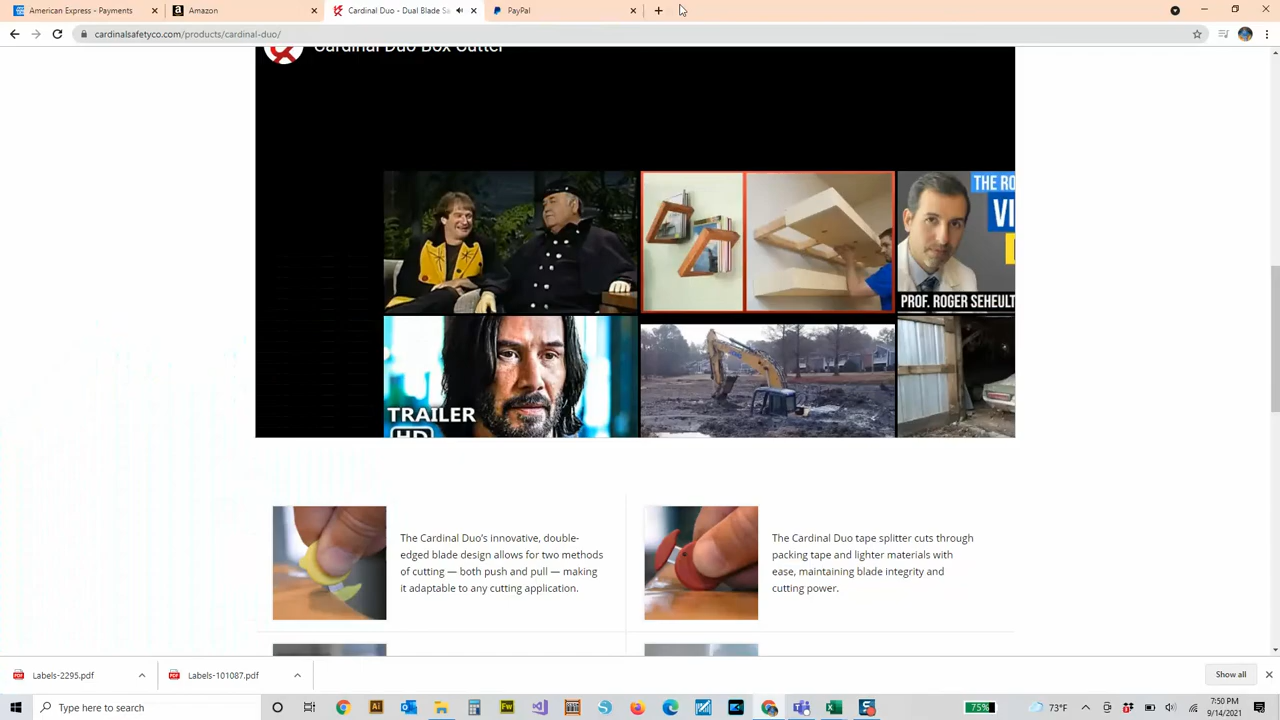 American Express - Payments
Amazon
Cardinal Duo - Dual Blade Sa
PayPal
cardinalsafetyco.com/products/cardinal-duo/
Cardinal Duo Box Cutter
THE RO
VI
PROF. ROGER SEHEULT
TRAILER
HD
The Cardinal Duo's innovative, double-
edged blade design allows for two methods
of cutting — both push and pull — making
it adaptable to any cutting application.
The Cardinal Duo tape splitter cuts through
packing tape and lighter materials with
ease, maintaining blade integrity and
cutting power.
Labels-2295.pdf
Labels-101087.pdf
Show all
Type here to search
75%
73°F
7:50 PM
9/14/2021